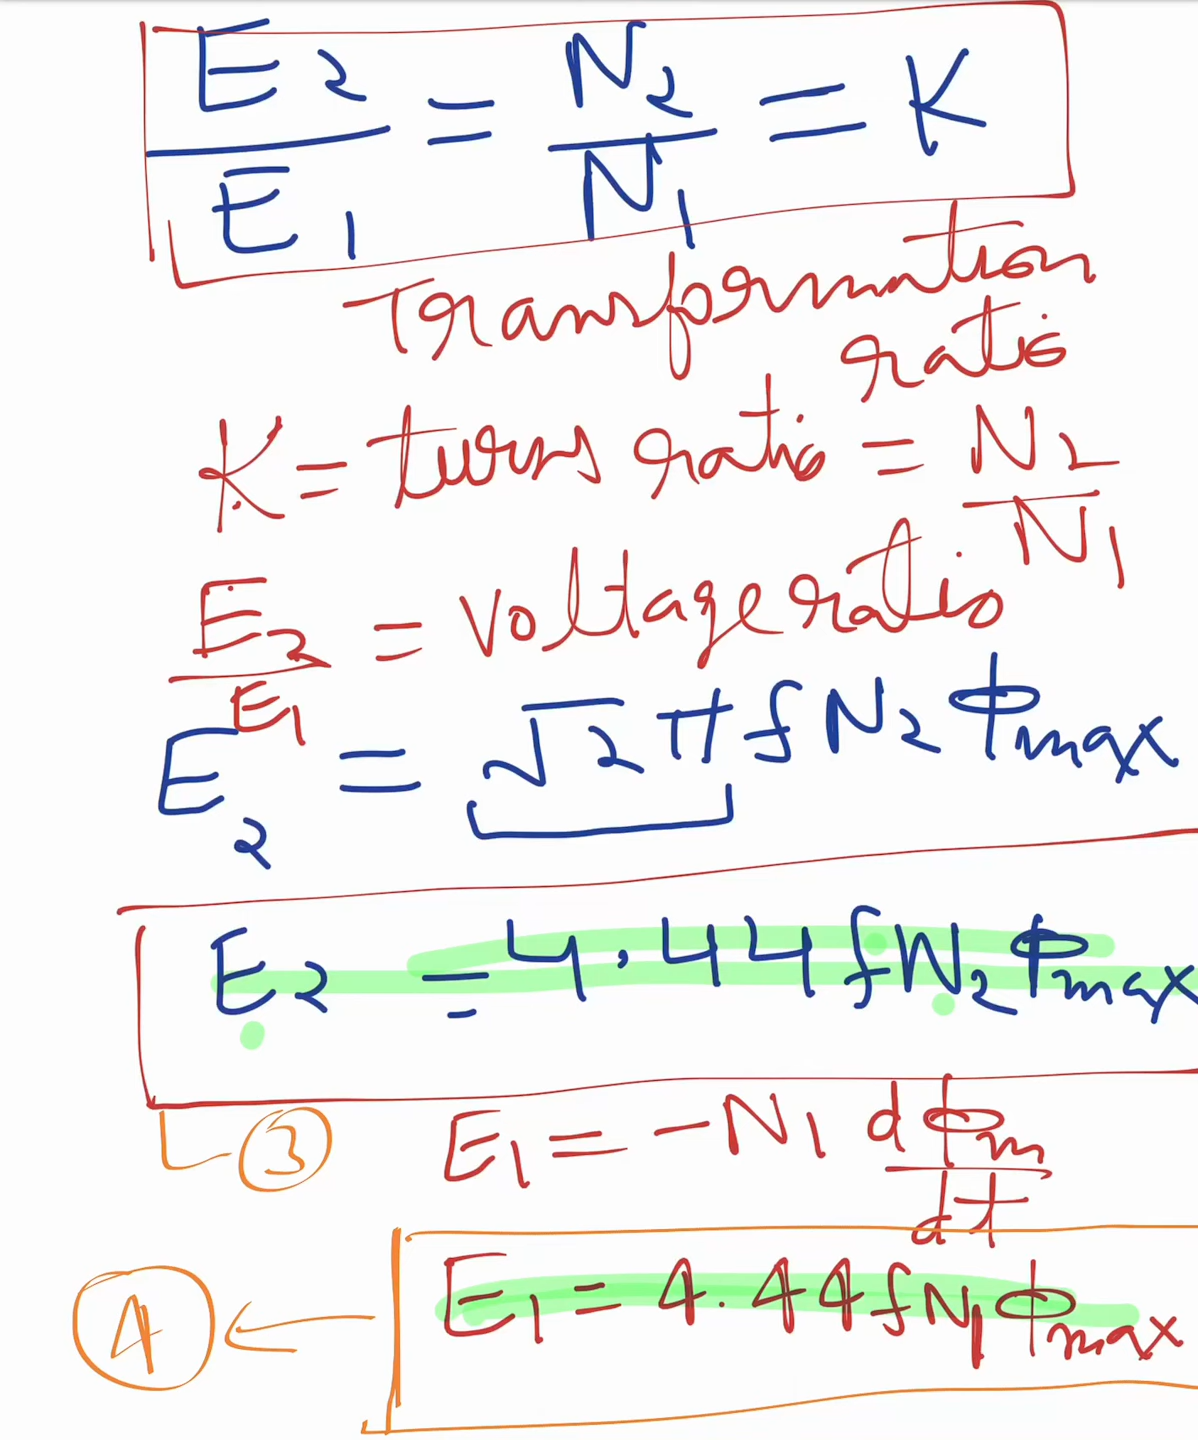 E2/E1 = N2/N1 = K
Transformation
ratio
K = turns ratio = N2/N1
E2/E1 = voltage ratio
E2 = √2 π f N2 Φmax
E2 = 4.44 f N2 Φmax
3
E1 = - N1 dΦm/dt
4
E1 = 4.44 f N1 Φmax